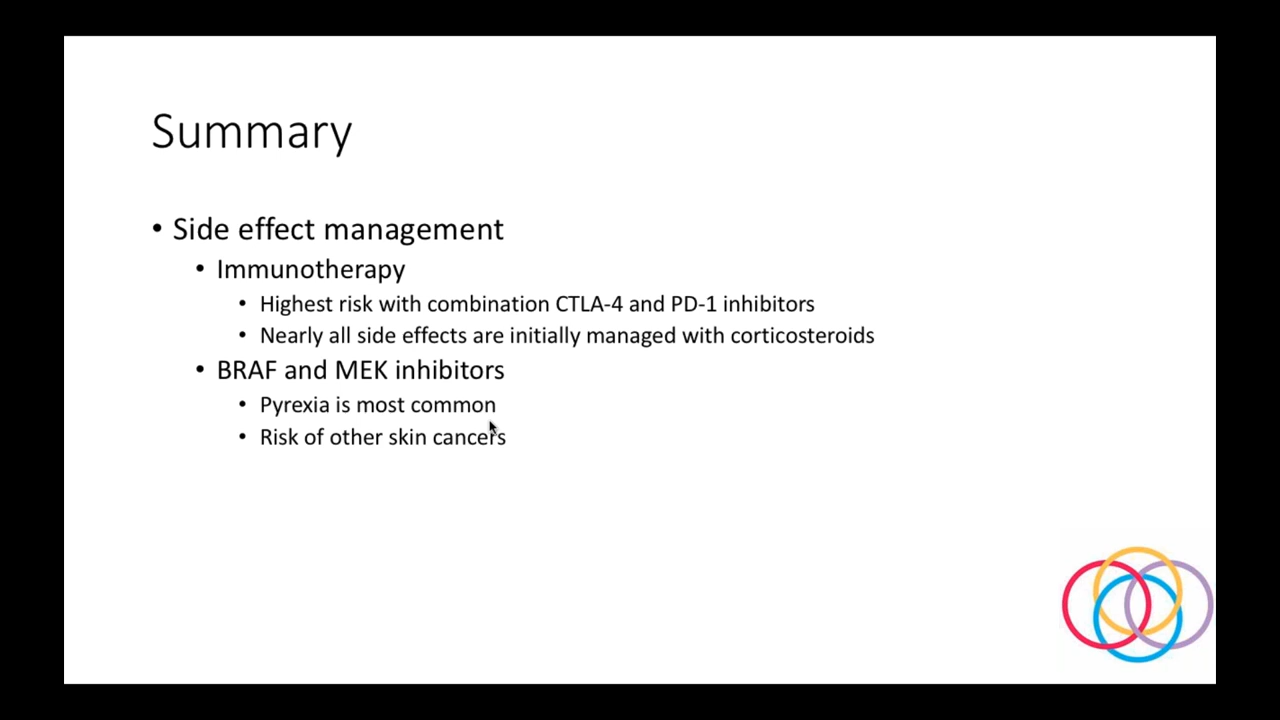 Summary
• Side effect management
• Immunotherapy
• Highest risk with combination CTLA-4 and PD-1 inhibitors
• Nearly all side effects are initially managed with corticosteroids
• BRAF and MEK inhibitors
• Pyrexia is most common
• Risk of other skin cancers